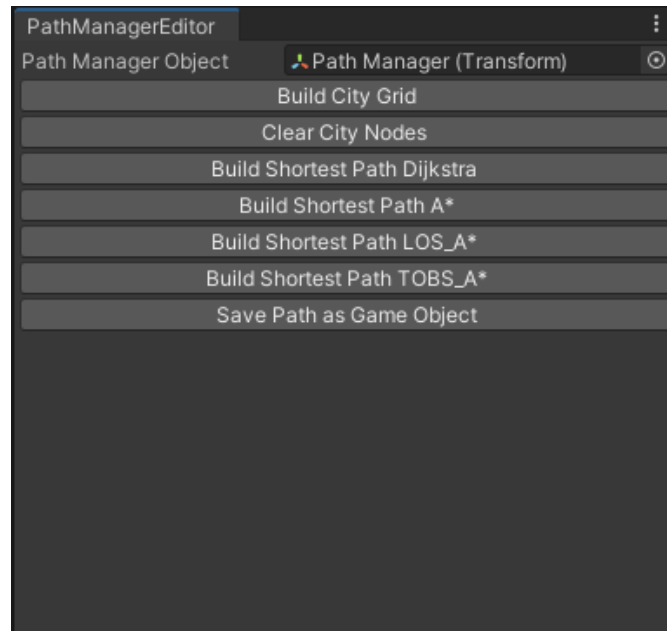 PathManagerEditor
Path Manager Object Path Manager (Transform)
Build City Grid
Clear City Nodes
Build Shortest Path Dijkstra
Build Shortest Path A*
Build Shortest Path LOS_A*
Build Shortest Path TOBS_A*
Save Path as Game Object